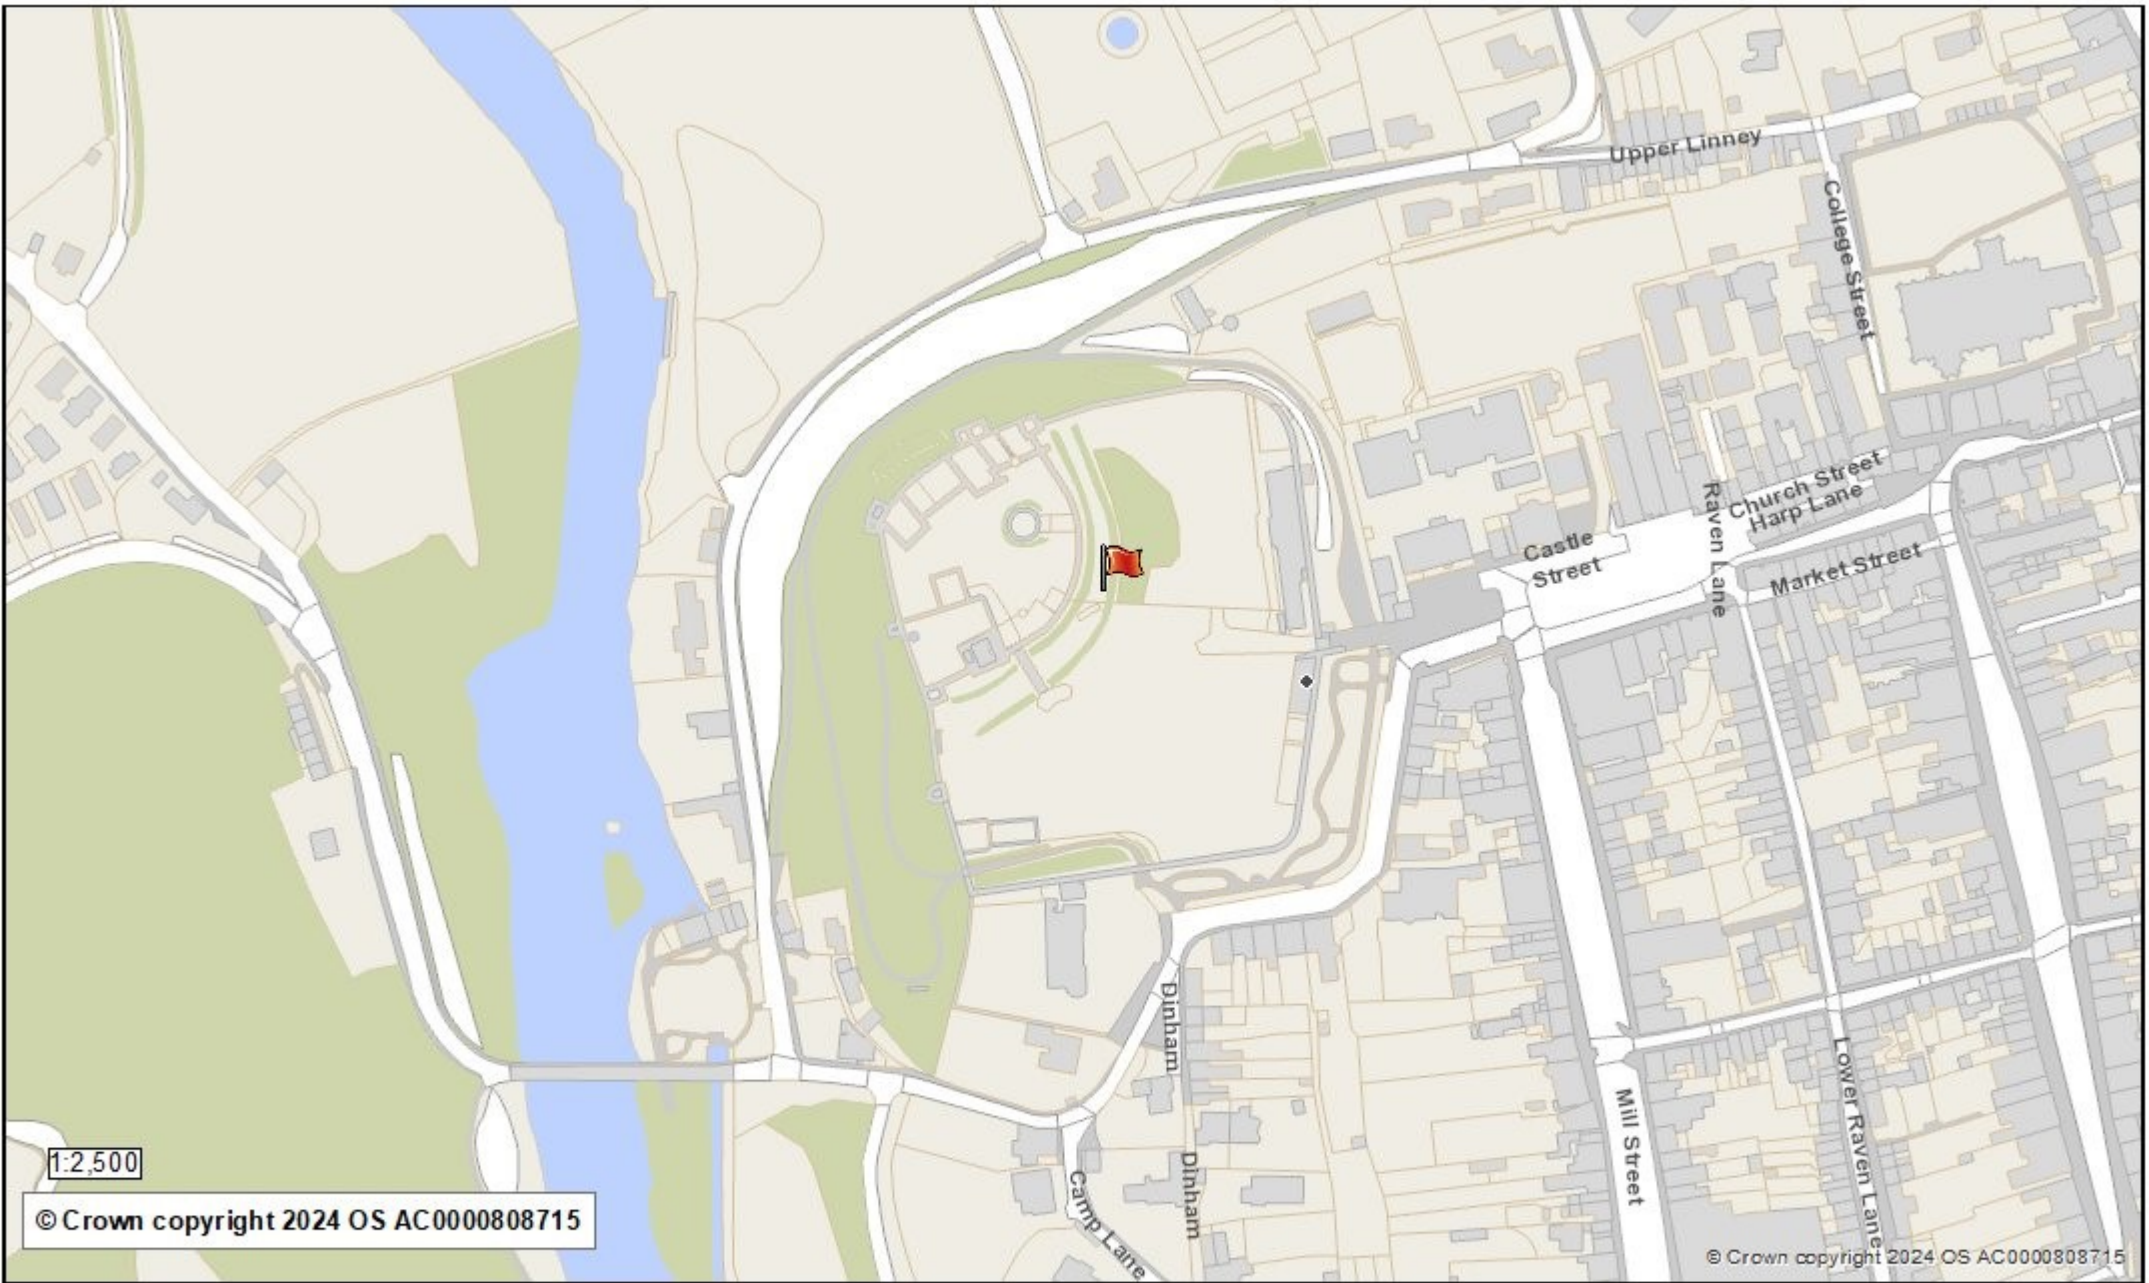 Upper Linney
College Street
Church Street
Harp Lane
Raven Lane
Castle
Street
Market Street
Dinham
Mill Street
Lower Raven Lane
Dinham
Camp Lane
1:2,500
© Crown copyright 2024 OS AC0000808715
© Crown copyright 2024 OS AC0000808715